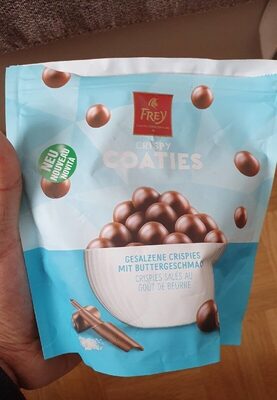 FREY
CRISPY
COATIES
NEU
NOUVEAU
NOVITÀ
GESALZENE CRISPIES
MIT BUTTERGESCHMACK
CRISPIES SALÉS AU
GOÛT DE BEURRE